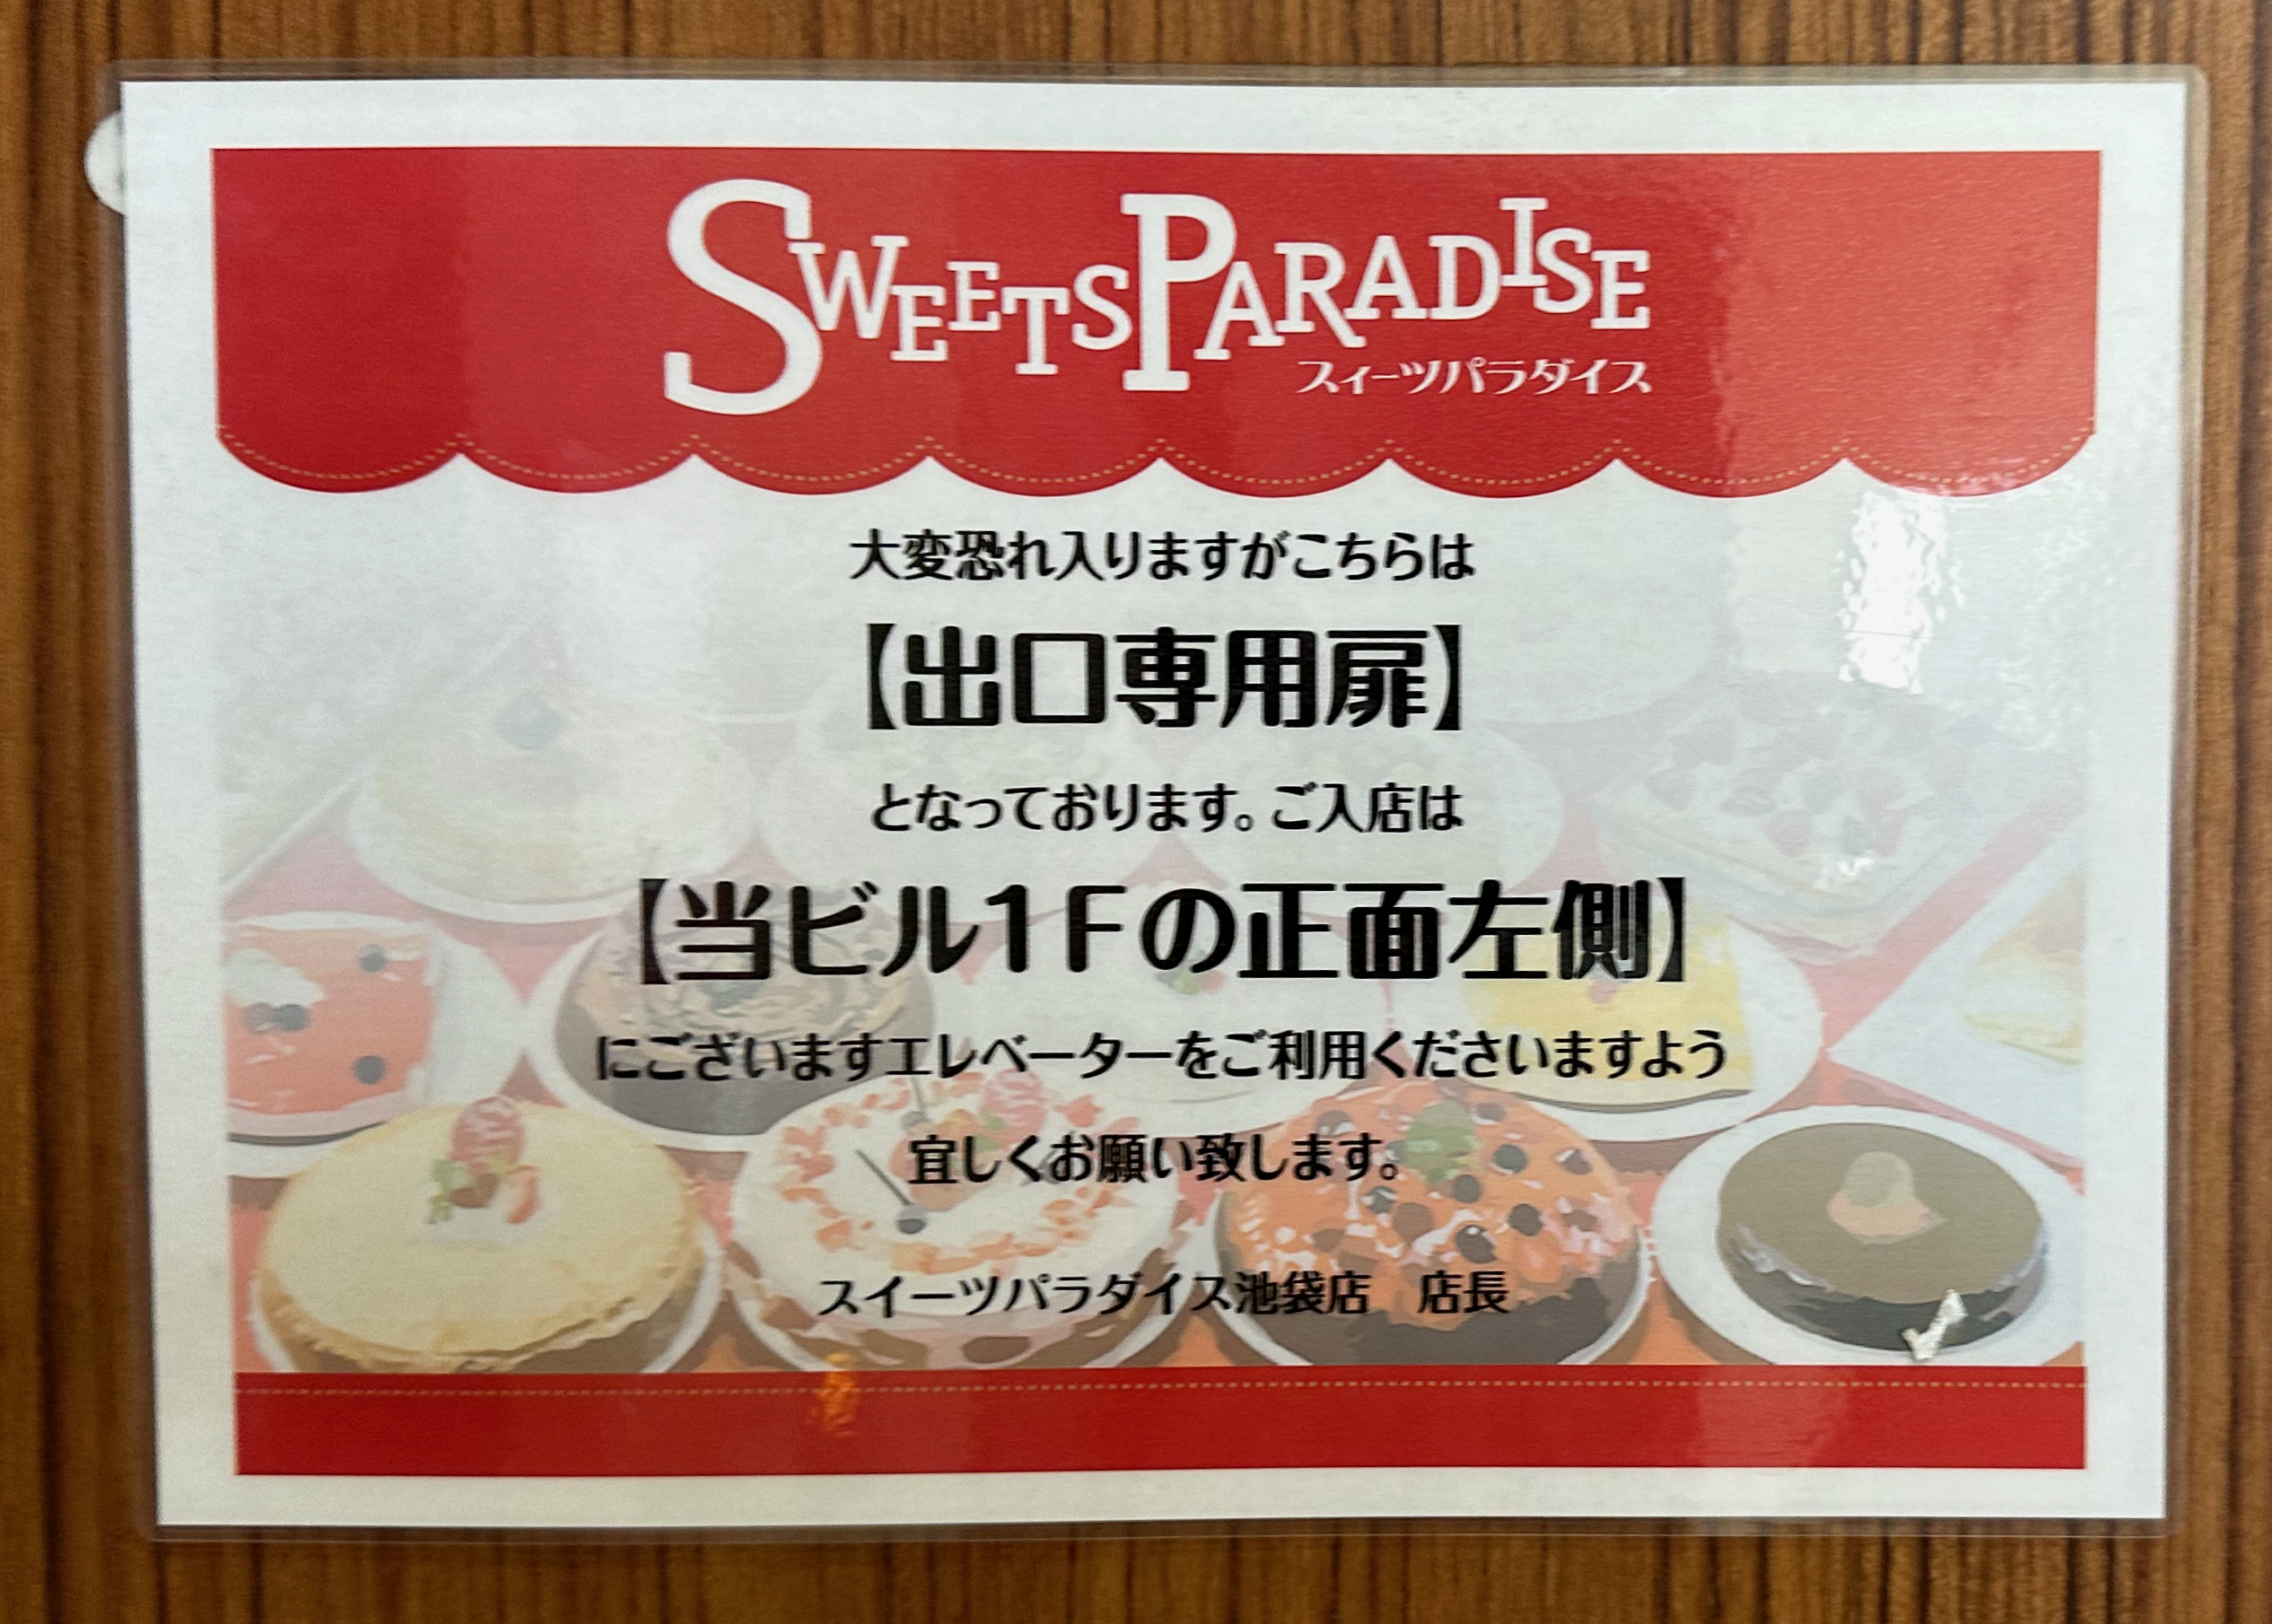 SWEETSPARADISE
スイーツパラダイス
大変恐れ入りますがこちらは
【出口専用扉】
となっております。ご入店は
【当ビル1Fの正面左側】
にございますエレベーターをご利用くださいますよう
宜しくお願い致します。
スイーツパラダイス池袋店　店長